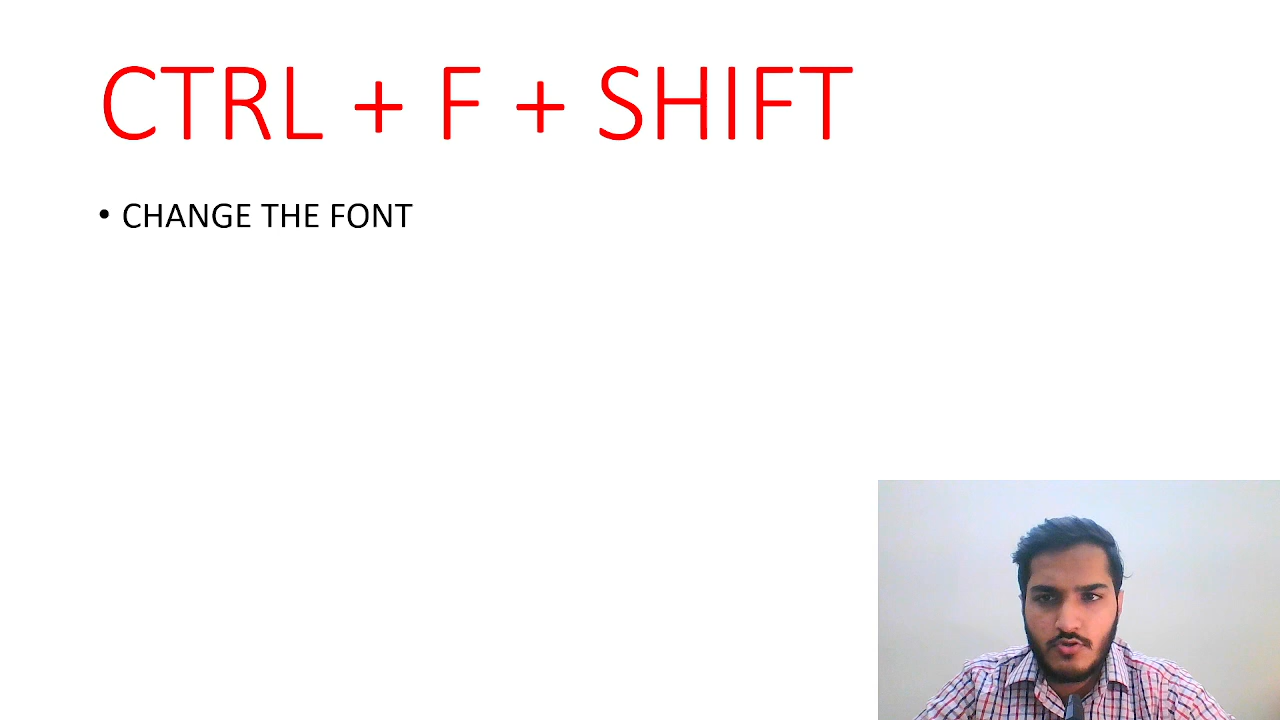 CTRL + F + SHIFT
• CHANGE THE FONT